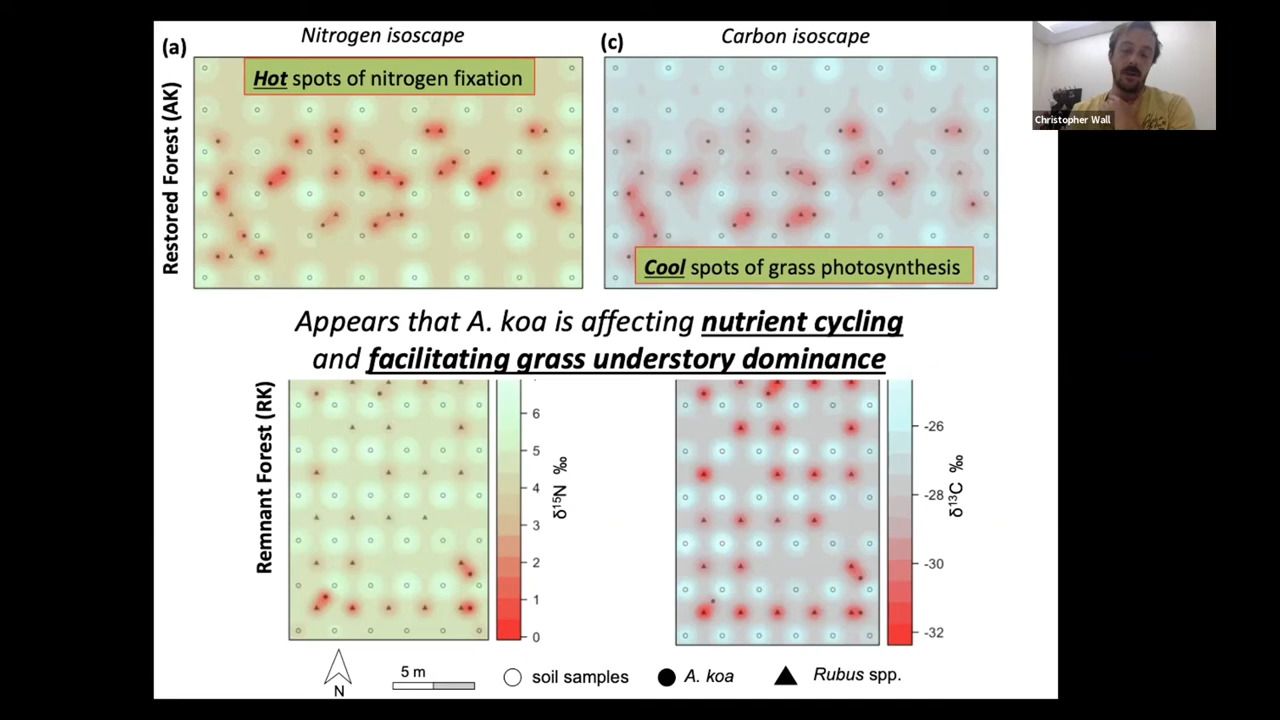 Nitrogen isoscape
Carbon isoscape
(a)
(c)
Hot spots of nitrogen fixation
Restored Forest (AK)
Cool spots of grass photosynthesis
Christopher Wall
Appears that A. koa is affecting nutrient cycling
and facilitating grass understory dominance
Remnant Forest (RK)
6
5
4
3
2
1
0
δ15N ‰
-26
-28
-30
-32
δ13C ‰
N
5 m
soil samples
A. koa
Rubus spp.